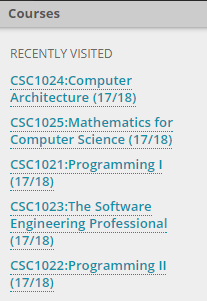 Courses
RECENTLY VISITED
CSC1024:Computer
Architecture (17/18)
CSC1025:Mathematics for
Computer Science (17/18)
CSC1021:Programming I
(17/18)
CSC1023:The Software
Engineering Professional
(17/18)
CSC1022:Programming II
(17/18)